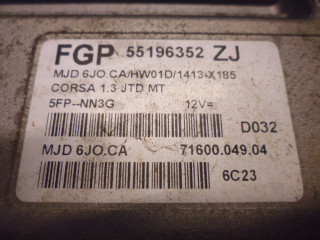 FGP 55196352 ZJ
MJD 6JO.CA/HW01D/1413-X185
CORSA 1.3 JTD MT
5FP--NN3G 12V=
D032
MJD 6JO.CA 71600.049.04
6C23